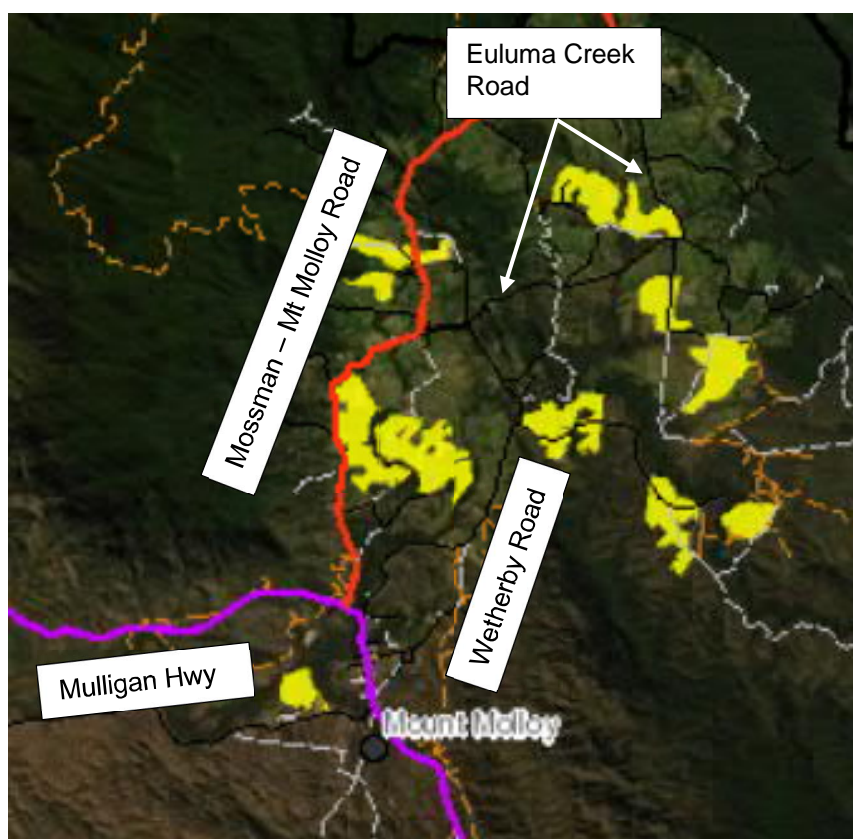 Euluma Creek
Road
Mossman – Mt Molloy Road
Wetherby Road
Mulligan Hwy
Mount Molloy